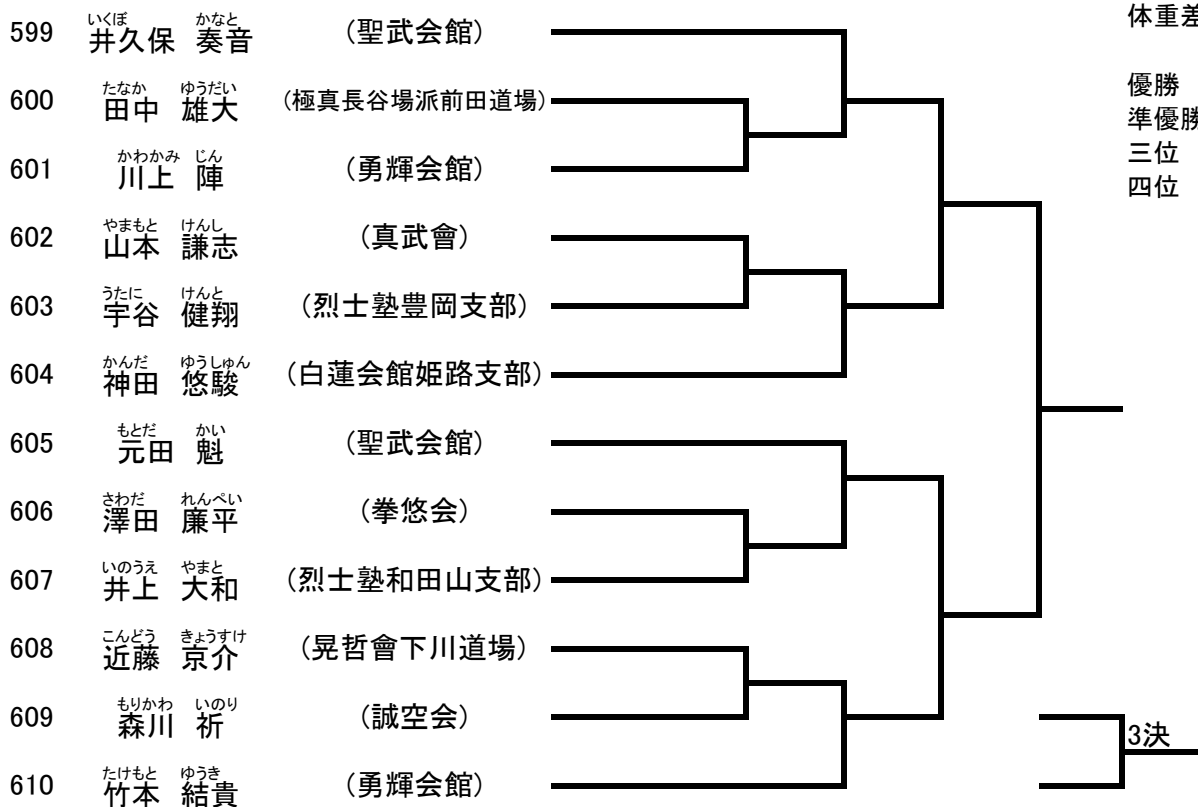 いくぼ かなと
599 井久保 奏音 (聖武会館)
たなか ゆうだい
600 田中 雄大 (極真長谷場派前田道場)
かわかみ じん
601 川上 陣 (勇輝会館)
やまもと けんし
602 山本 謙志 (真武會)
うたに けんと
603 宇谷 健翔 (烈士塾豊岡支部)
かんだ ゆうしゅん
604 神田 悠駿 (白蓮会館姫路支部)
もとだ かい
605 元田 魁 (聖武会館)
さわだ れんぺい
606 澤田 廉平 (拳悠会)
いのうえ やまと
607 井上 大和 (烈士塾和田山支部)
こんどう きょうすけ
608 近藤 京介 (晃哲會下川道場)
もりかわ いのり
609 森川 祈 (誠空会)
たけもと ゆうき
610 竹本 結貴 (勇輝会館)
体重差
優勝
準優勝
三位
四位
3決